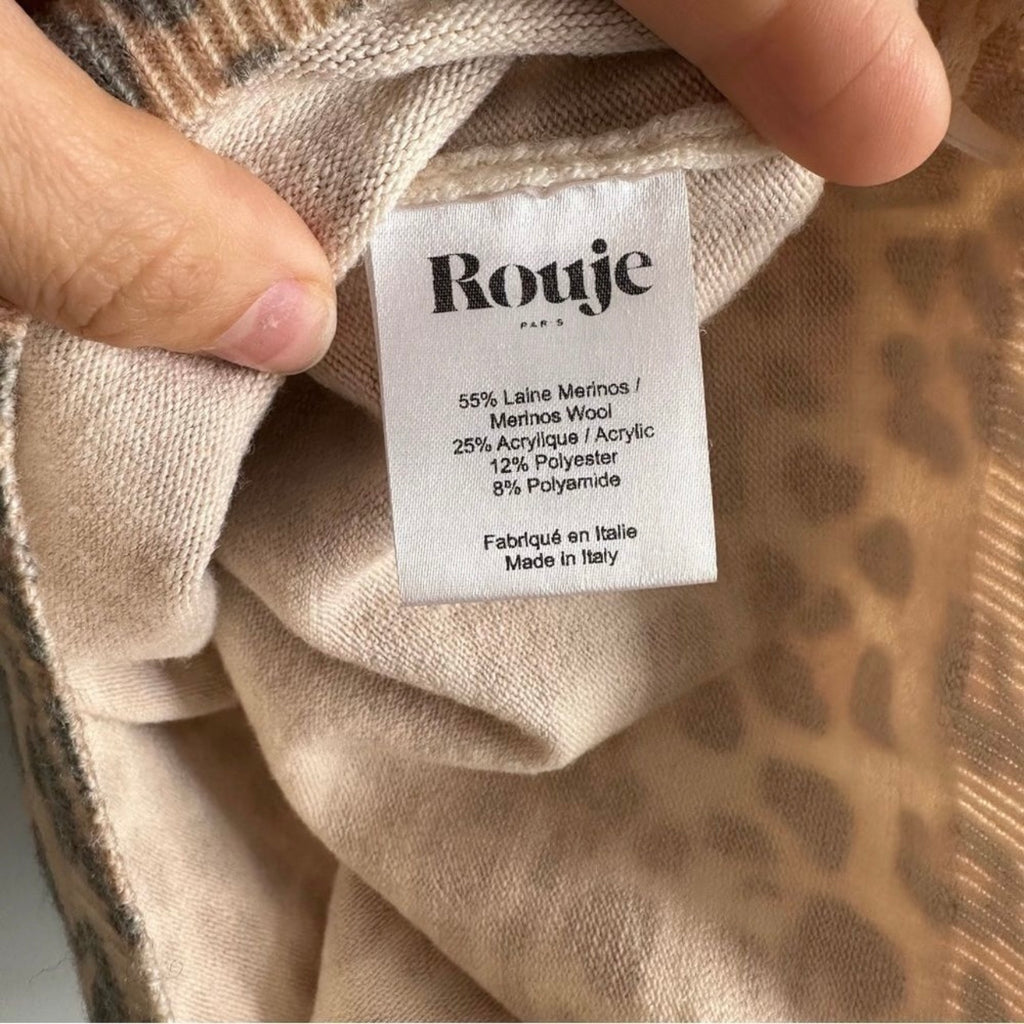 Rouje
PARIS
55% Laine Merinos /
Merinos Wool
25% Acrylique / Acrylic
12% Polyester
8% Polyamide
Fabriqué en Italie
Made in Italy